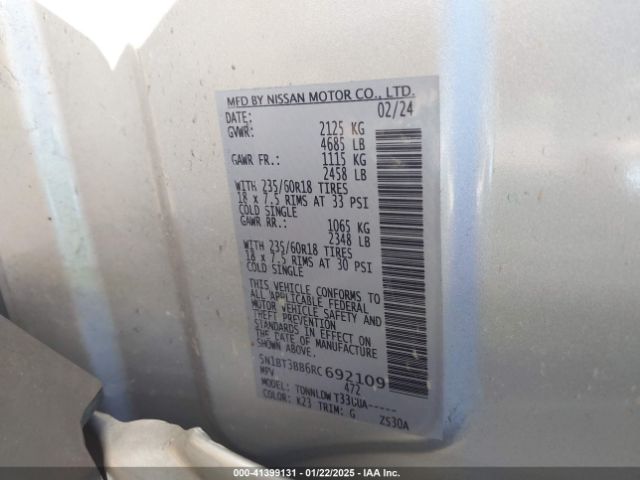 MFD BY NISSAN MOTOR CO., LTD.
DATE: 02/24
GVWR: 2125 KG
4685 LB
GAWR FR.: 1115 KG
2458 LB
WITH 235/60R18 TIRES
18 x 7.5 RIMS AT 33 PSI
COLD SINGLE
GAWR RR.: 1065 KG
2348 LB
WITH 235/60R18 TIRES
18 x 7.5 RIMS AT 30 PSI
COLD SINGLE
THIS VEHICLE CONFORMS TO
ALL APPLICABLE FEDERAL
MOTOR VEHICLE SAFETY AND
THEFT PREVENTION
STANDARDS IN EFFECT ON
THE DATE OF MANUFACTURE
SHOWN ABOVE.
5N1BT3BB6RC692109
MPV 472
MODEL: TDNNLDW T33GUA-----
COLOR: K23 TRIM: G ZS30A
000-41399131 - 01/22/2025 - IAAI.COM